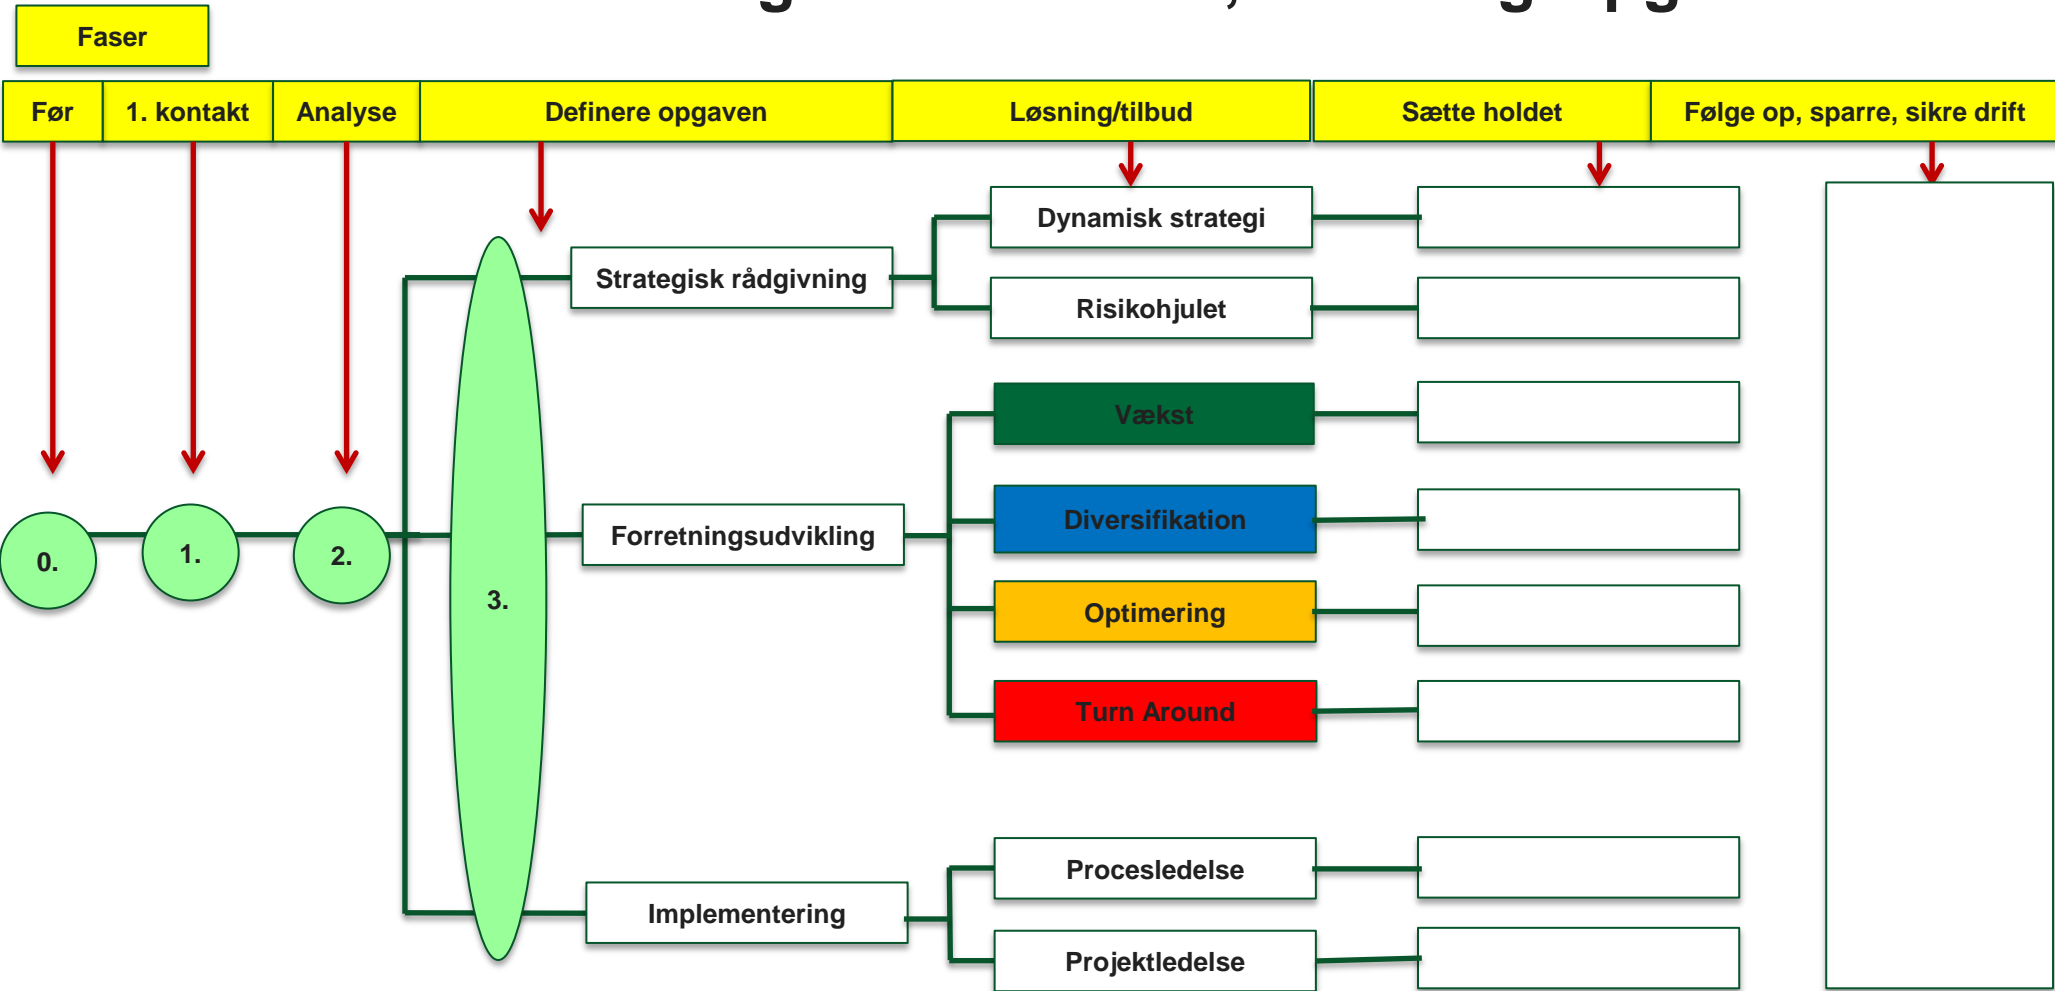 Faser
Før
1. kontakt
Analyse
Definere opgaven
Løsning/tilbud
Sætte holdet
Følge op, sparre, sikre drift
Dynamisk strategi
Strategisk rådgivning
Risikohjulet
Vækst
Diversifikation
Forretningsudvikling
0.
1.
2.
3.
Optimering
Turn Around
Procesledelse
Implementering
Projektledelse